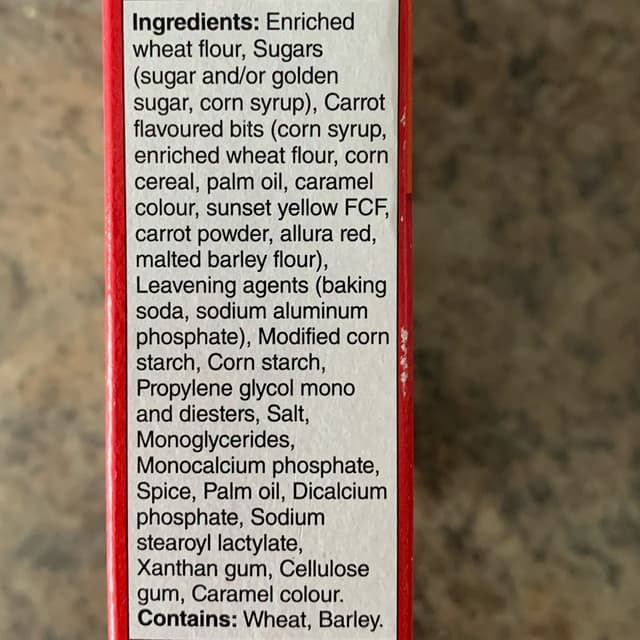 Ingredients: Enriched
wheat flour, Sugars
(sugar and/or golden
sugar, corn syrup), Carrot
flavoured bits (corn syrup,
enriched wheat flour, corn
cereal, palm oil, caramel
colour, sunset yellow FCF,
carrot powder, allura red,
malted barley flour),
Leavening agents (baking
soda, sodium aluminum
phosphate), Modified corn
starch, Corn starch,
Propylene glycol mono
and diesters, Salt,
Monoglycerides,
Monocalcium phosphate,
Spice, Palm oil, Dicalcium
phosphate, Sodium
stearoyl lactylate,
Xanthan gum, Cellulose
gum, Caramel colour.
Contains: Wheat, Barley.